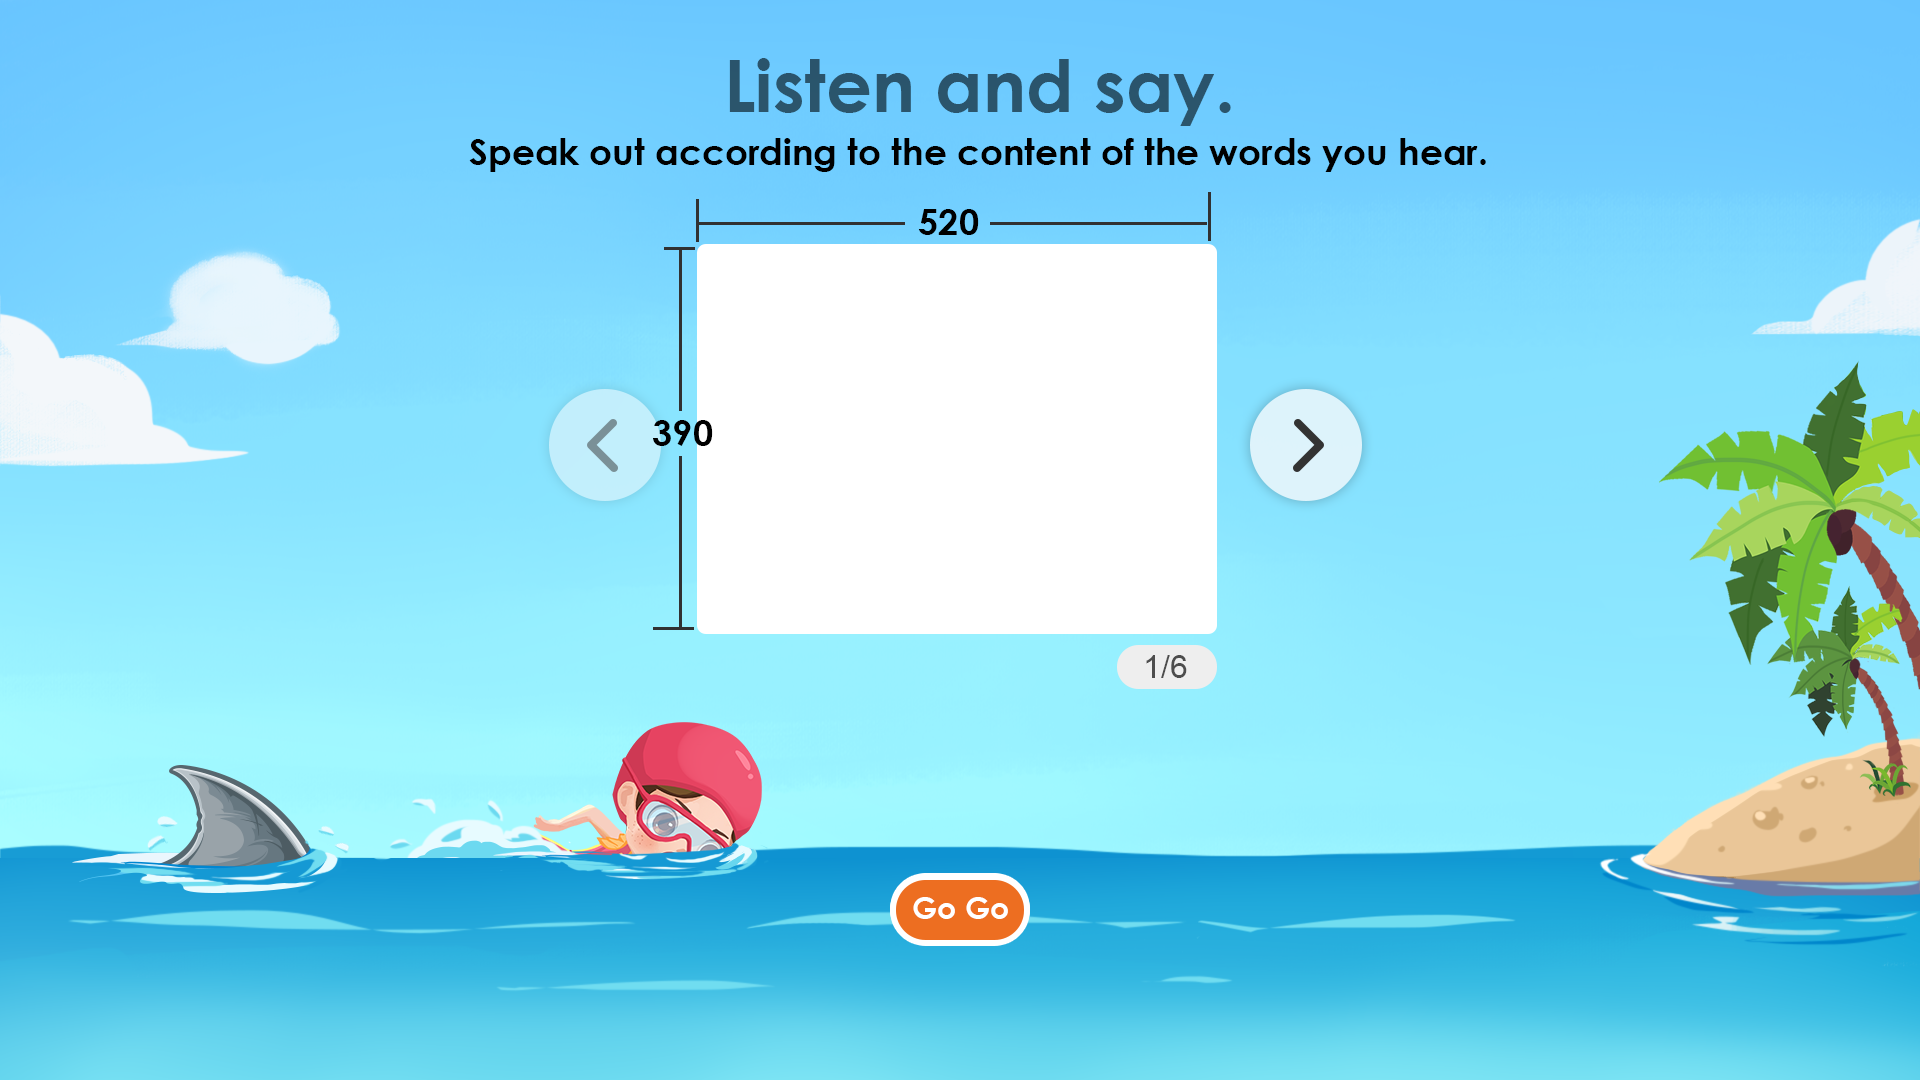 Listen and say.
Speak out according to the content of the words you hear.
520
390
1/6
Go Go